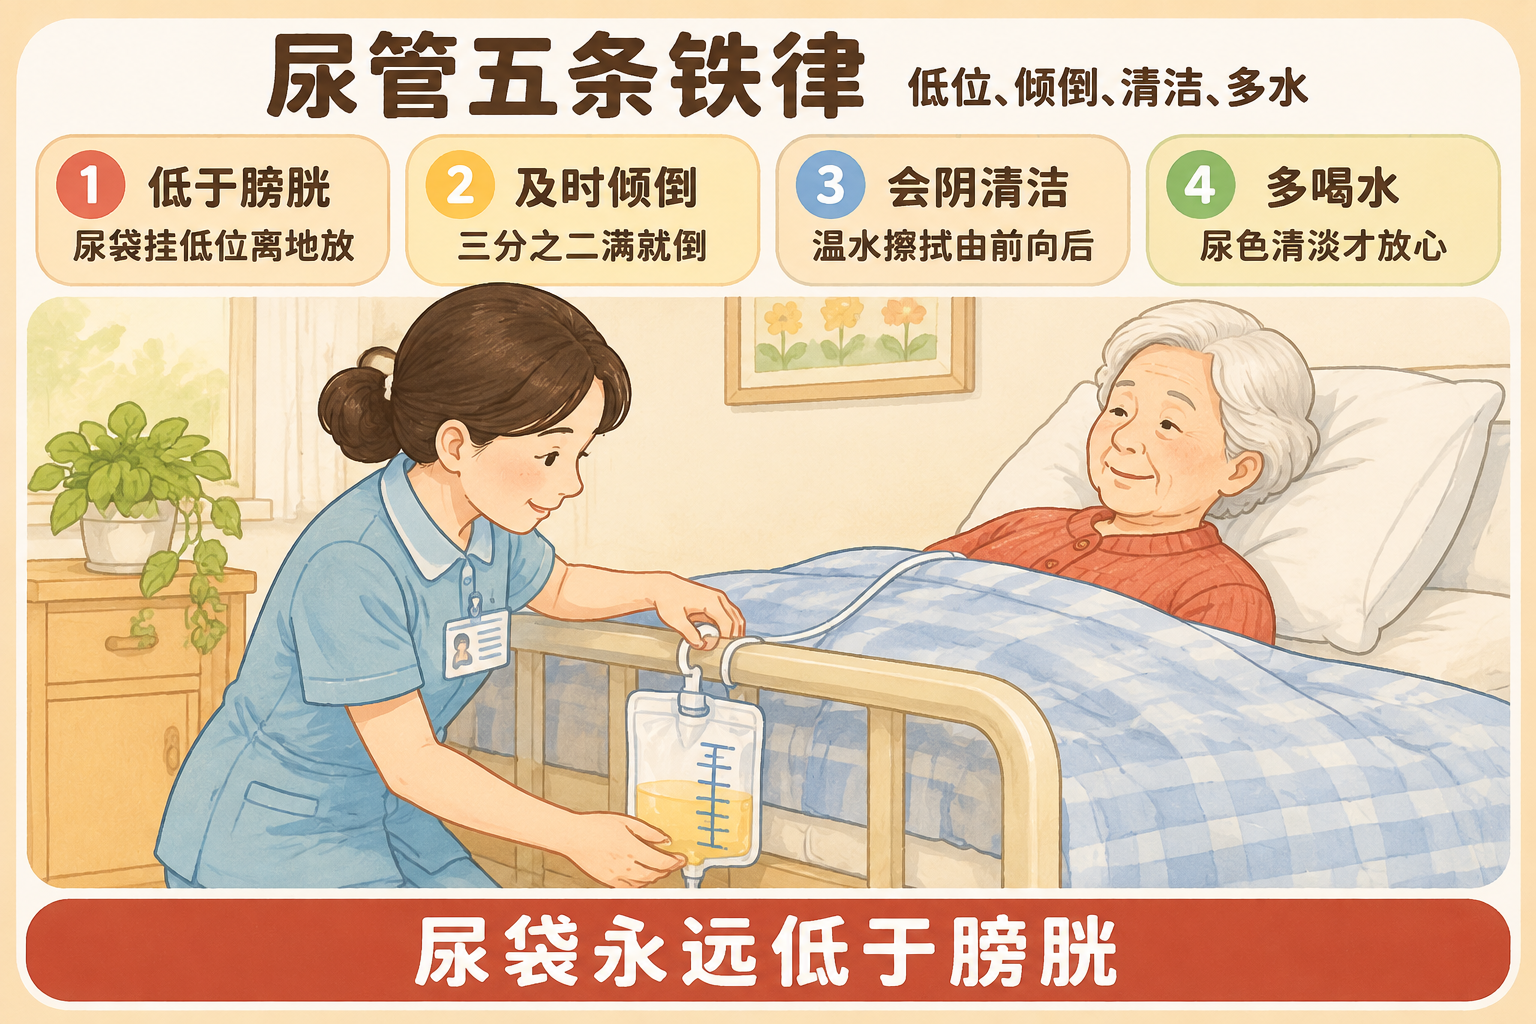 尿管五条铁律
低位、倾倒、清洁、多水
1 低于膀胱
尿袋挂低位离地放
2 及时倾倒
三分之二满就倒
3 会阴清洁
温水擦拭由前向后
4 多喝水
尿色清淡才放心
尿袋永远低于膀胱